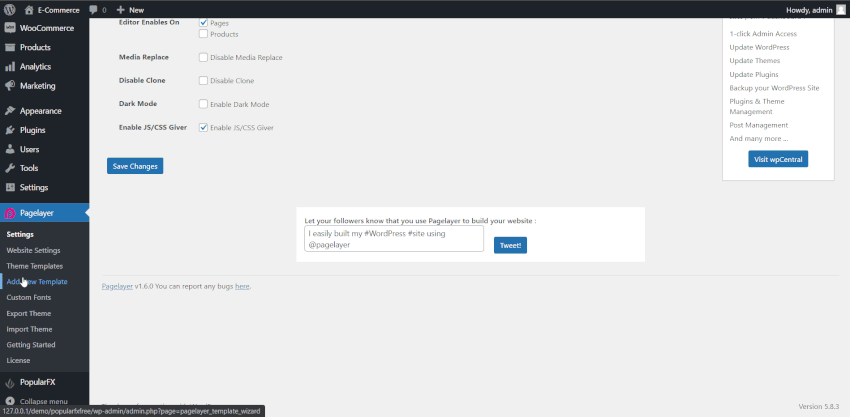 E-Commerce 0 New Howdy, admin
WooCommerce
Products
Analytics
Marketing
Appearance
Plugins
Users
Tools
Settings
Pagelayer
Settings
Website Settings
Theme Templates
Add New Template
Custom Fonts
Export Theme
Import Theme
Getting Started
License
PopularFX
Collapse menu
127.0.0.1/demo/popularfxfree/wp-admin/admin.php?page=pagelayer_template_wizard
Editor Enables On
Pages
Products
Media Replace Disable Media Replace
Disable Clone Disable Clone
Dark Mode Enable Dark Mode
Enable JS/CSS Giver Enable JS/CSS Giver
Save Changes
Let your followers know that you use Pagelayer to build your website :
I easily built my #WordPress #site using
@pagelayer
Tweet!
Pagelayer v1.6.0 You can report any bugs here.
1-click Admin Access
Update WordPress
Update Themes
Update Plugins
Backup your WordPress Site
Plugins & Theme
Management
Post Management
And many more ...
Visit wpCentral
Version 5.8.3